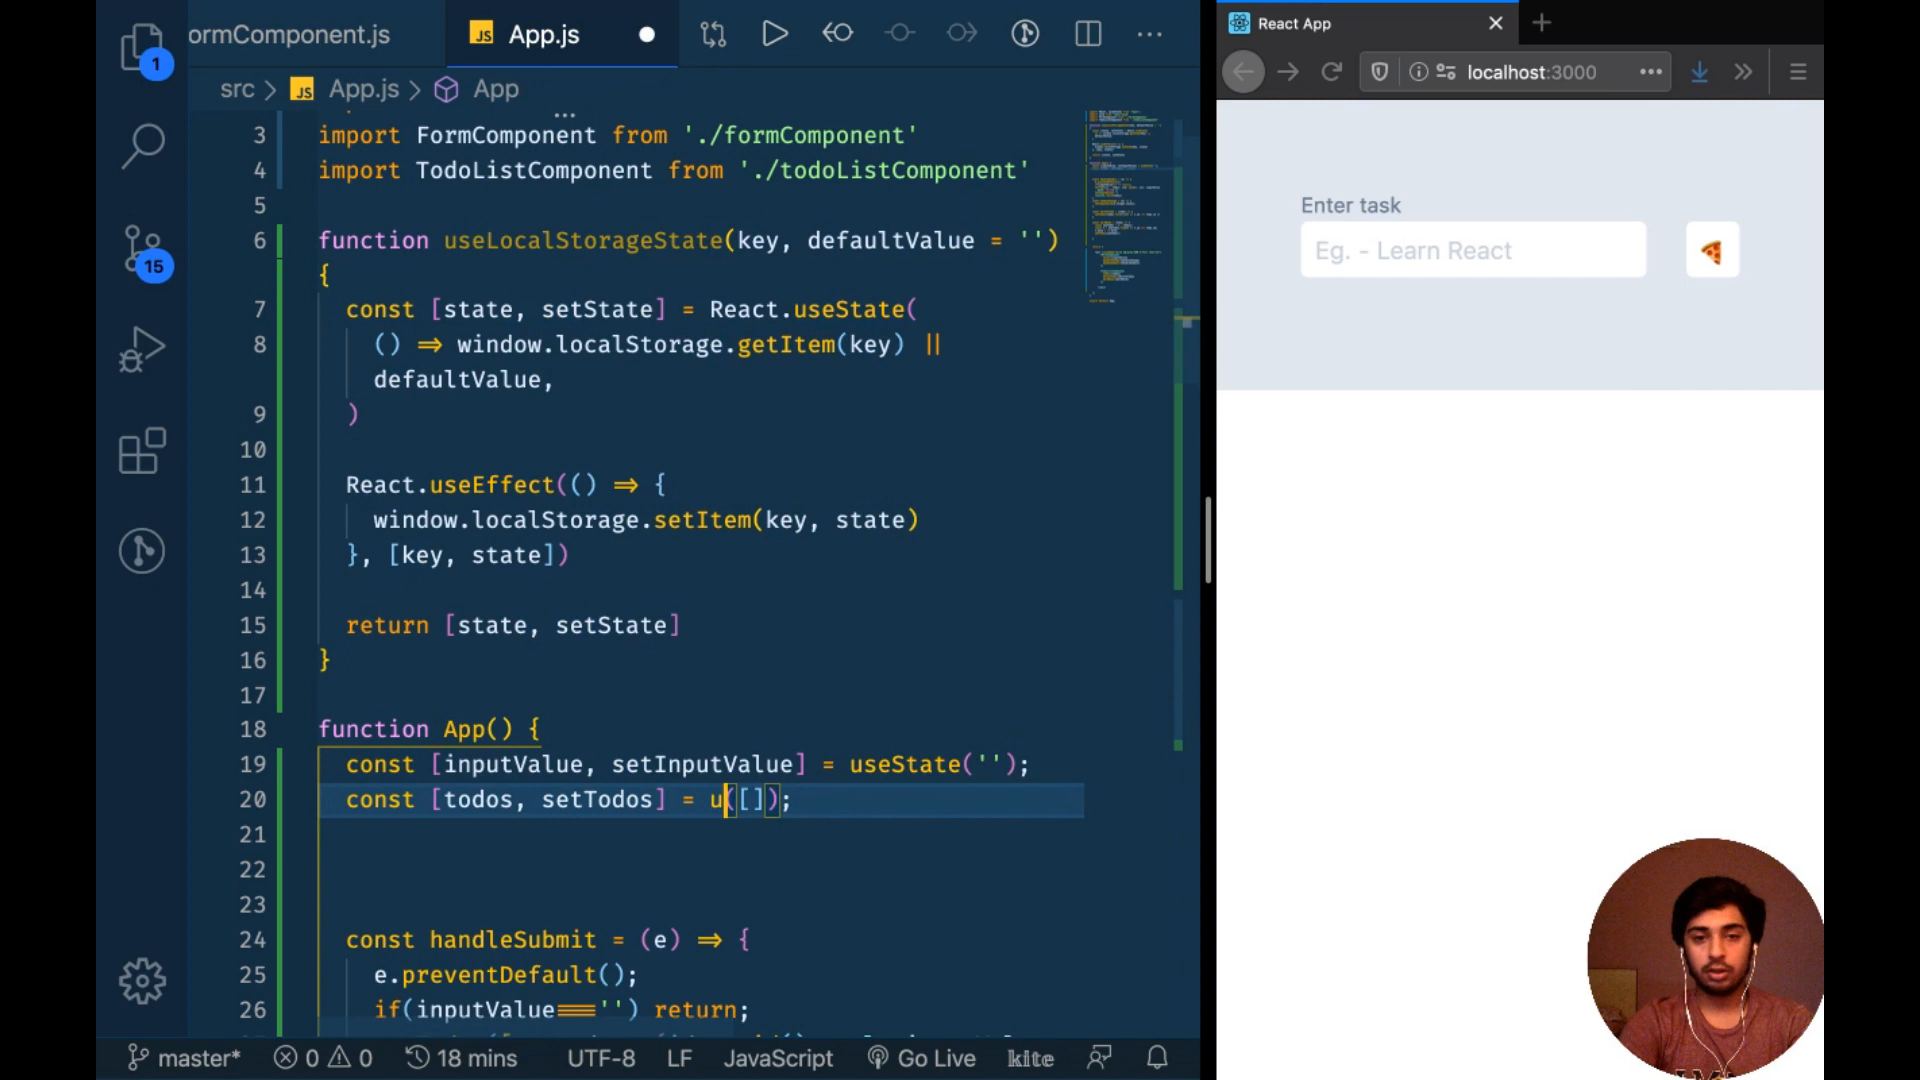 ormComponent.js
JS App.js
src > JS App.js > App
3 import FormComponent from './formComponent'
4 import TodoListComponent from './todoListComponent'
5
6 function useLocalStorageState(key, defaultValue = '')
{
7 const [state, setState] = React.useState(
8 () => window.localStorage.getItem(key) ||
defaultValue,
9 )
10
11 React.useEffect(() => {
12 window.localStorage.setItem(key, state)
13 }, [key, state])
14
15 return [state, setState]
16 }
17
18 function App() {
19 const [inputValue, setInputValue] = useState('');
20 const [todos, setTodos] = u([]);
21
22
23
24 const handleSubmit = (e) => {
25 e.preventDefault();
26 if(inputValue==='') return;
1
15
master* 0 0 18 mins UTF-8 LF JavaScript Go Live kite
React App
localhost:3000
Enter task
Eg. - Learn React